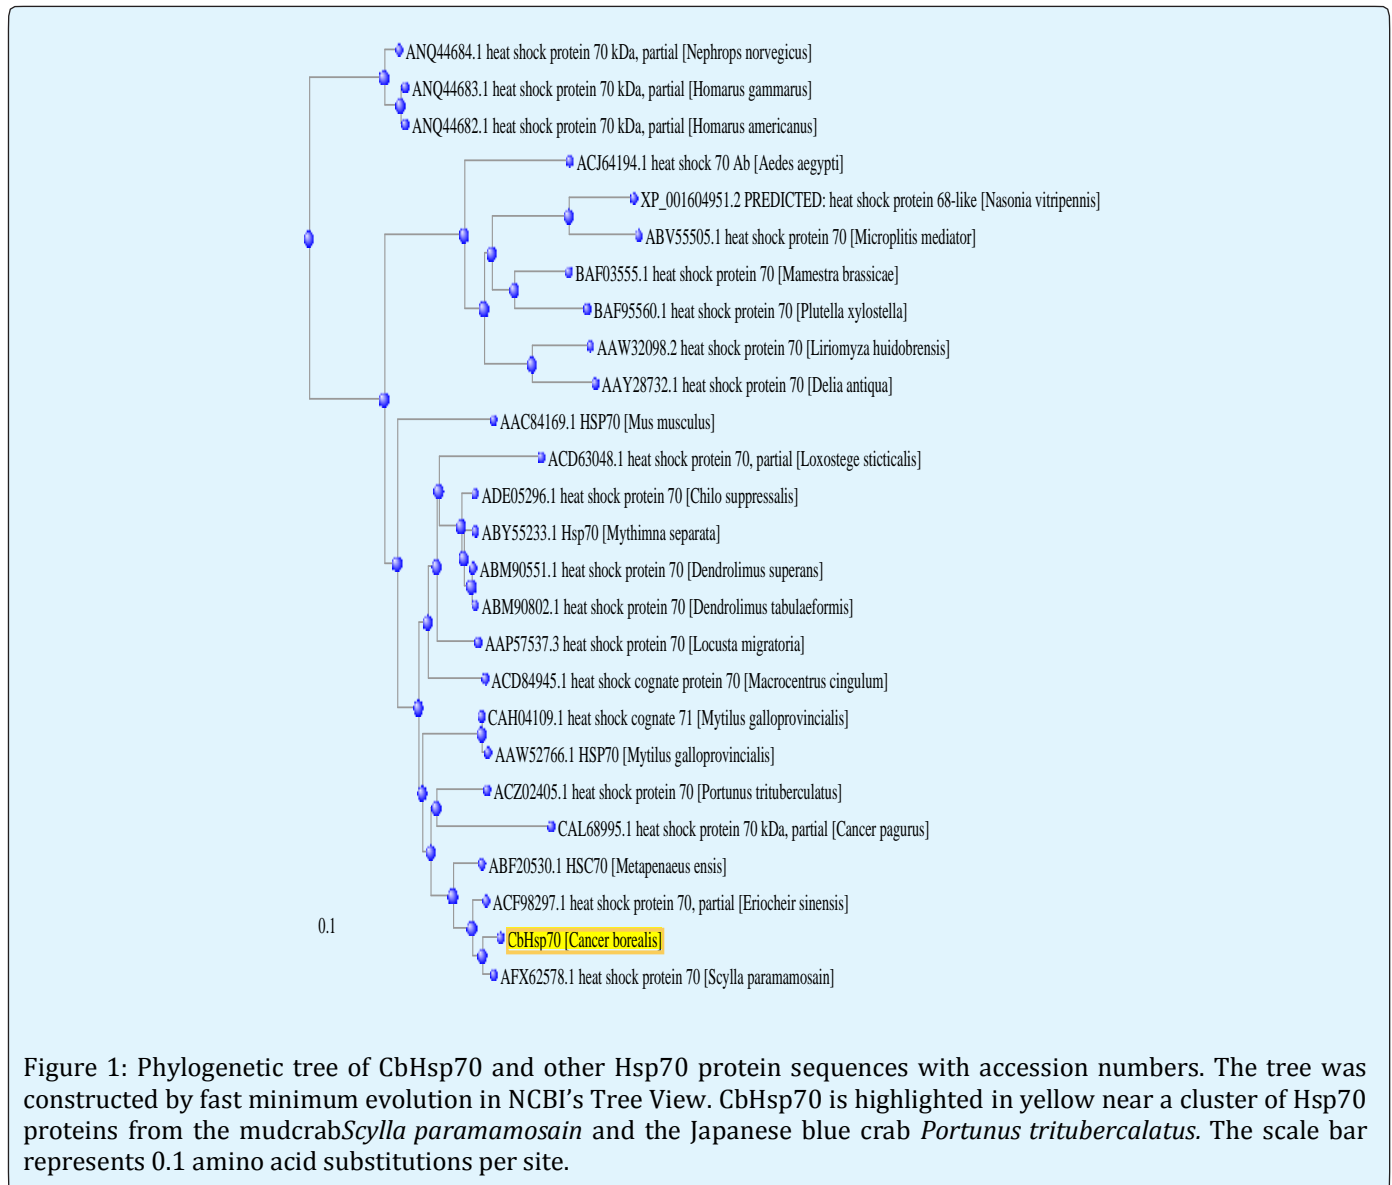 ANQ44684.1 heat shock protein 70 kDa, partial [Nephrops norvegicus]
ANQ44683.1 heat shock protein 70 kDa, partial [Homarus gammarus]
ANQ44682.1 heat shock protein 70 kDa, partial [Homarus americanus]
ACJ64194.1 heat shock 70 Ab [Aedes aegypti]
XP_001604951.2 PREDICTED: heat shock protein 68-like [Nasonia vitripennis]
ABV55505.1 heat shock protein 70 [Microplitis mediator]
BAF03555.1 heat shock protein 70 [Mamestra brassicae]
BAF95560.1 heat shock protein 70 [Plutella xylostella]
AAW32098.2 heat shock protein 70 [Liriomyza huidobrensis]
AAY28732.1 heat shock protein 70 [Delia antiqua]
AAC84169.1 HSP70 [Mus musculus]
ACD63048.1 heat shock protein 70, partial [Loxostege sticticalis]
ADE05296.1 heat shock protein 70 [Chilo suppressalis]
ABY55233.1 Hsp70 [Mythimna separata]
ABM90551.1 heat shock protein 70 [Dendrolimus superans]
ABM90802.1 heat shock protein 70 [Dendrolimus tabulaeformis]
AAP57537.3 heat shock protein 70 [Locusta migratoria]
ACD84945.1 heat shock cognate protein 70 [Macrocentrus cingulum]
CAH04109.1 heat shock cognate 71 [Mytilus galloprovincialis]
AAW52766.1 HSP70 [Mytilus galloprovincialis]
ACZ02405.1 heat shock protein 70 [Portunus trituberculatus]
CAL68995.1 heat shock protein 70 kDa, partial [Cancer pagurus]
ABF20530.1 HSC70 [Metapenaeus ensis]
ACF98297.1 heat shock protein 70, partial [Eriocheir sinensis]
0.1
CbHsp70 [Cancer borealis]
AFX62578.1 heat shock protein 70 [Scylla paramamosain]
Figure 1: Phylogenetic tree of CbHsp70 and other Hsp70 protein sequences with accession numbers. The tree was
constructed by fast minimum evolution in NCBI's Tree View. CbHsp70 is highlighted in yellow near a cluster of Hsp70
proteins from the mudcrabScylla paramamosain and the Japanese blue crab Portunus tritubercalatus. The scale bar
represents 0.1 amino acid substitutions per site.